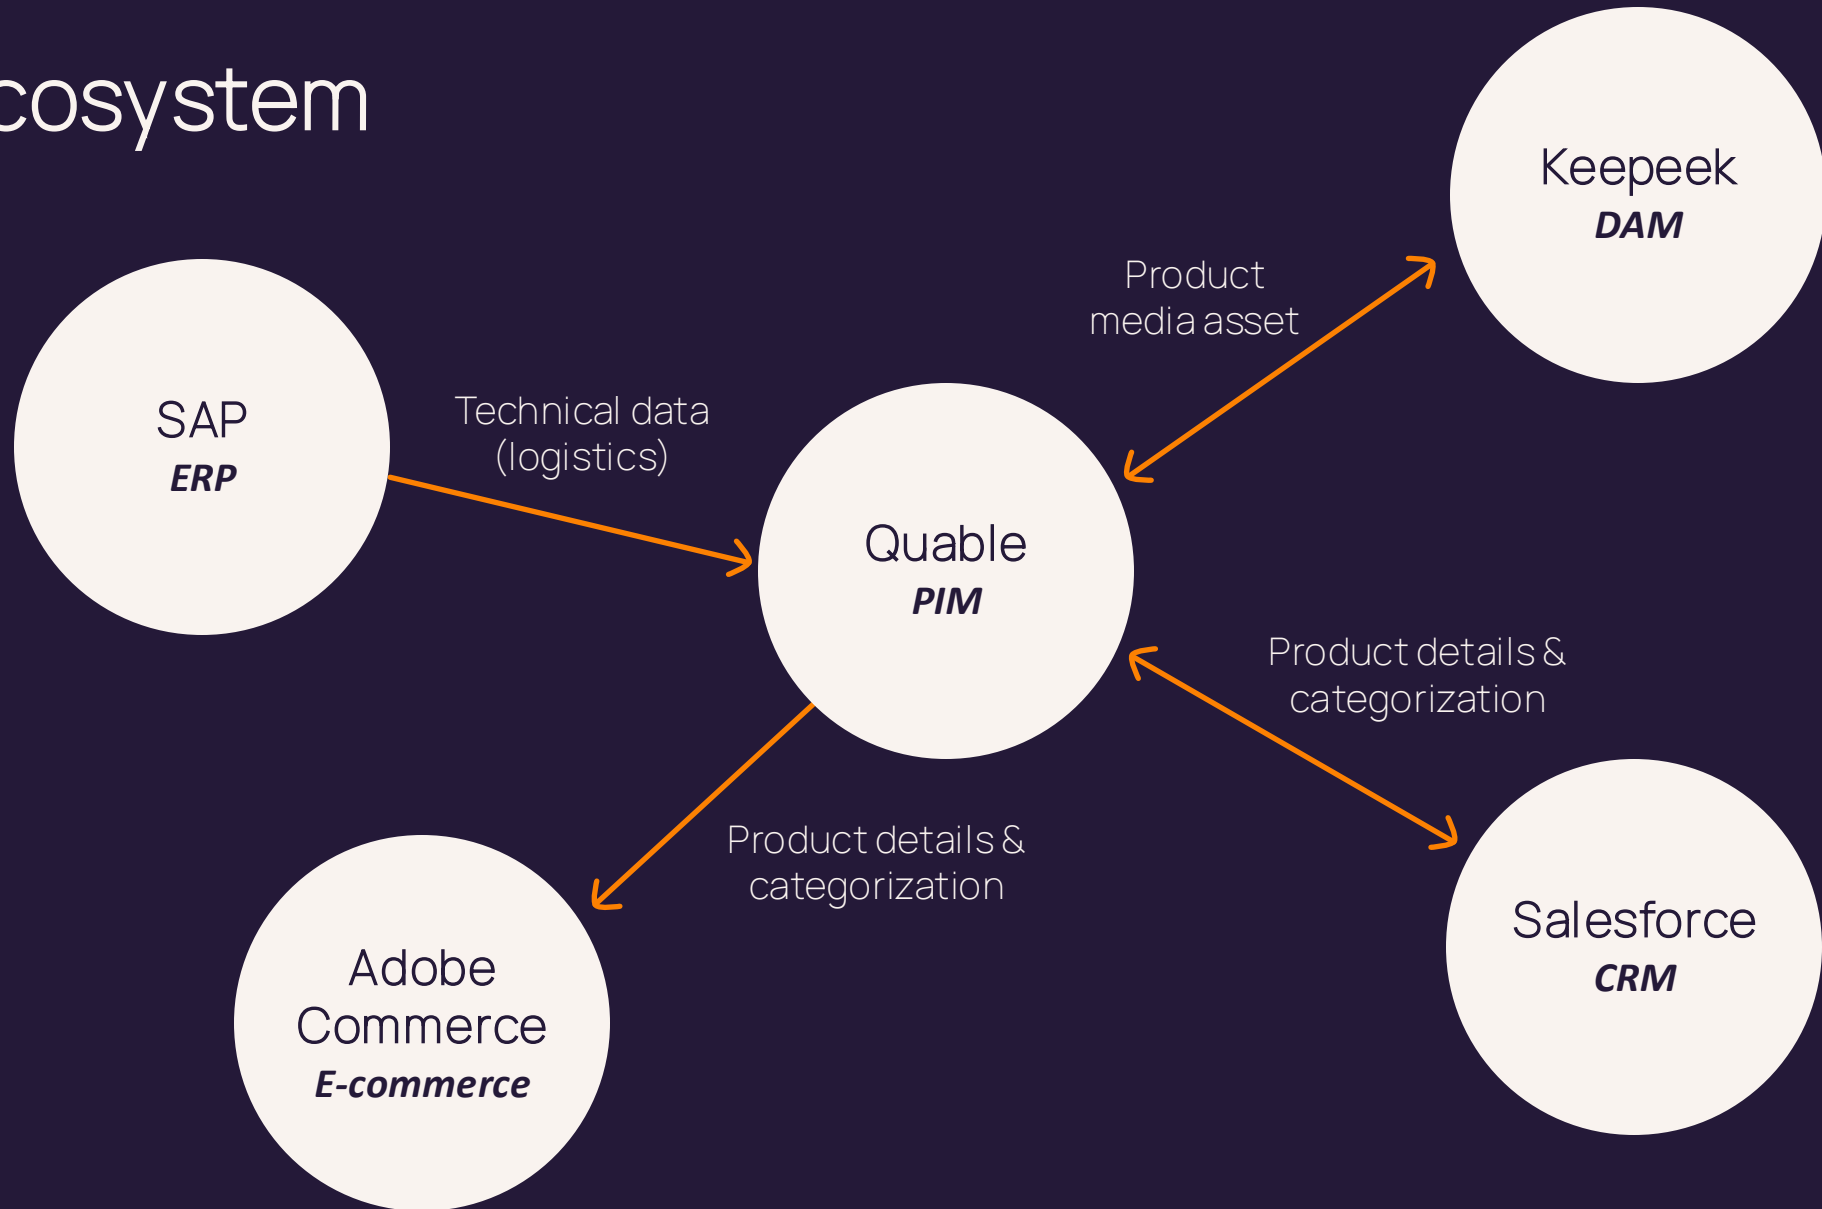 cosystem
Keepeek
DAM
Product
media asset
SAP
ERP
Technical data
(logistics)
Quable
PIM
Product details &
categorization
Product details &
categorization
Salesforce
CRM
Adobe
Commerce
E-commerce